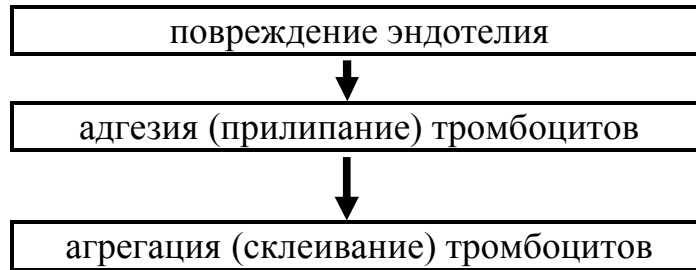 повреждение эндотелия
адгезия (прилипание) тромбоцитов
агрегация (склеивание) тромбоцитов